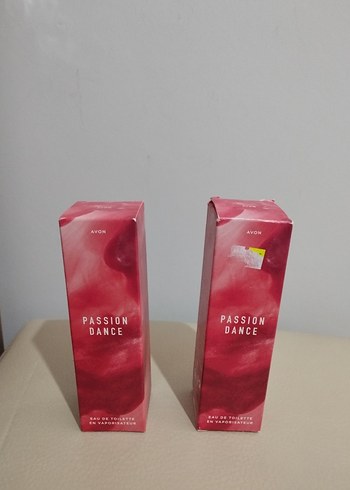 AVON
PASSION
DANCE
EAU DE TOILETTE
EN VAPORISATEUR
AVON
PASSION
DANCE
EAU DE TOILETTE
EN VAPORISATEUR